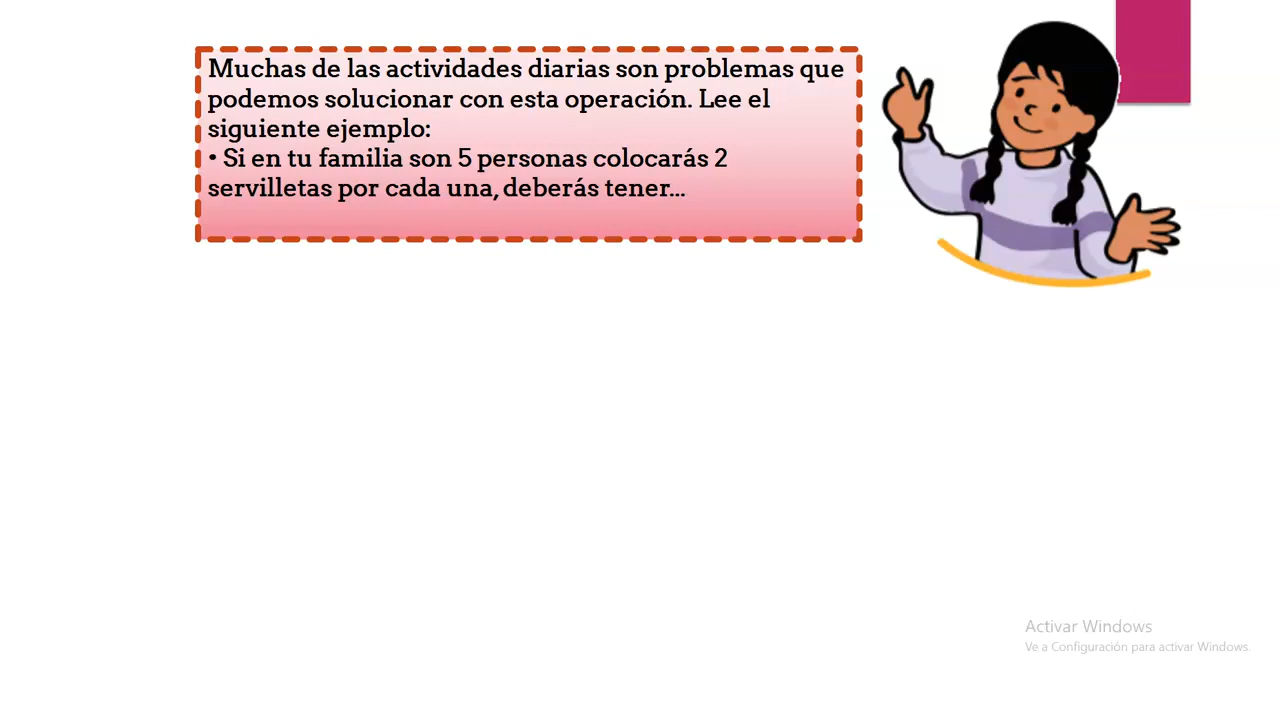 Muchas de las actividades diarias son problemas que
podemos solucionar con esta operación. Lee el
siguiente ejemplo:
• Si en tu familia son 5 personas colocarás 2
servilletas por cada una, deberás tener...
Activar Windows
Ve a Configuración para activar Windows.